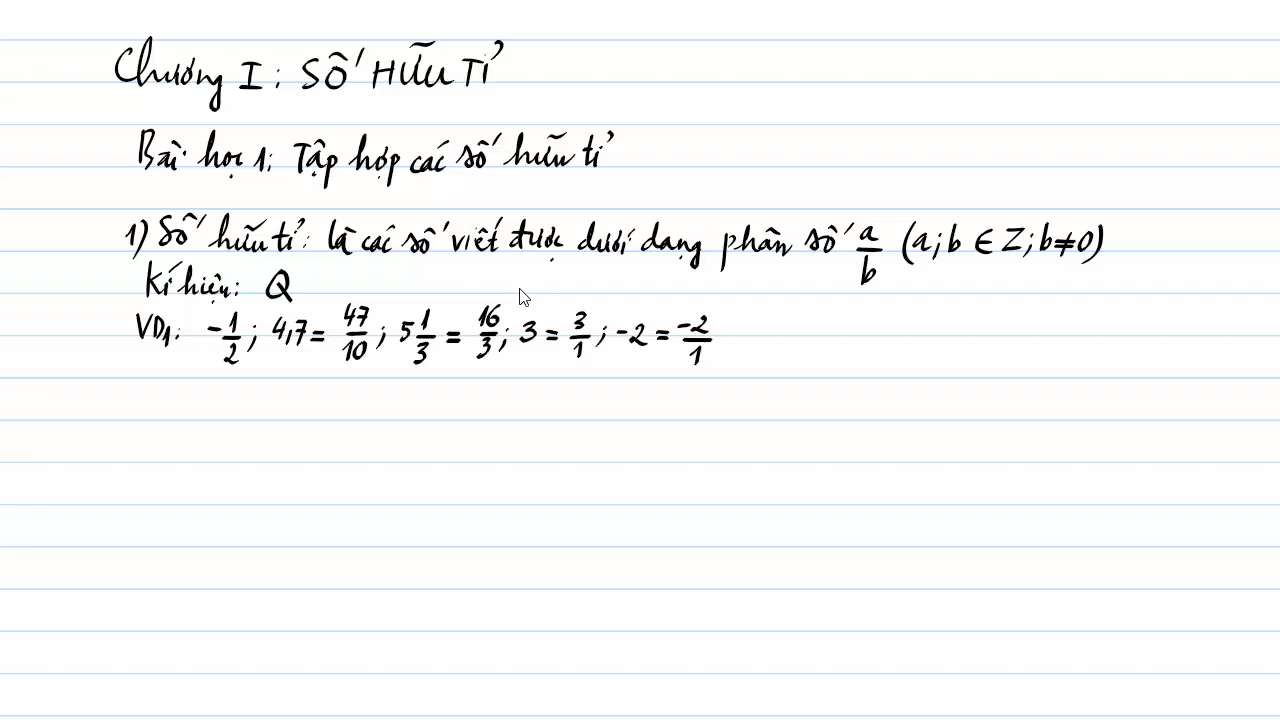 Chương I: SỐ HỮU TỈ
Bài học 1: Tập hợp các số hữu tỉ
1) Số hữu tỉ: là các số viết được dưới dạng phân số a/b (a;b ∈ Z; b≠0)
Kí hiệu: Q
VD1: -1/2; 4,7 = 47/10; 5 1/3 = 16/3; 3 = 3/1; -2 = -2/1